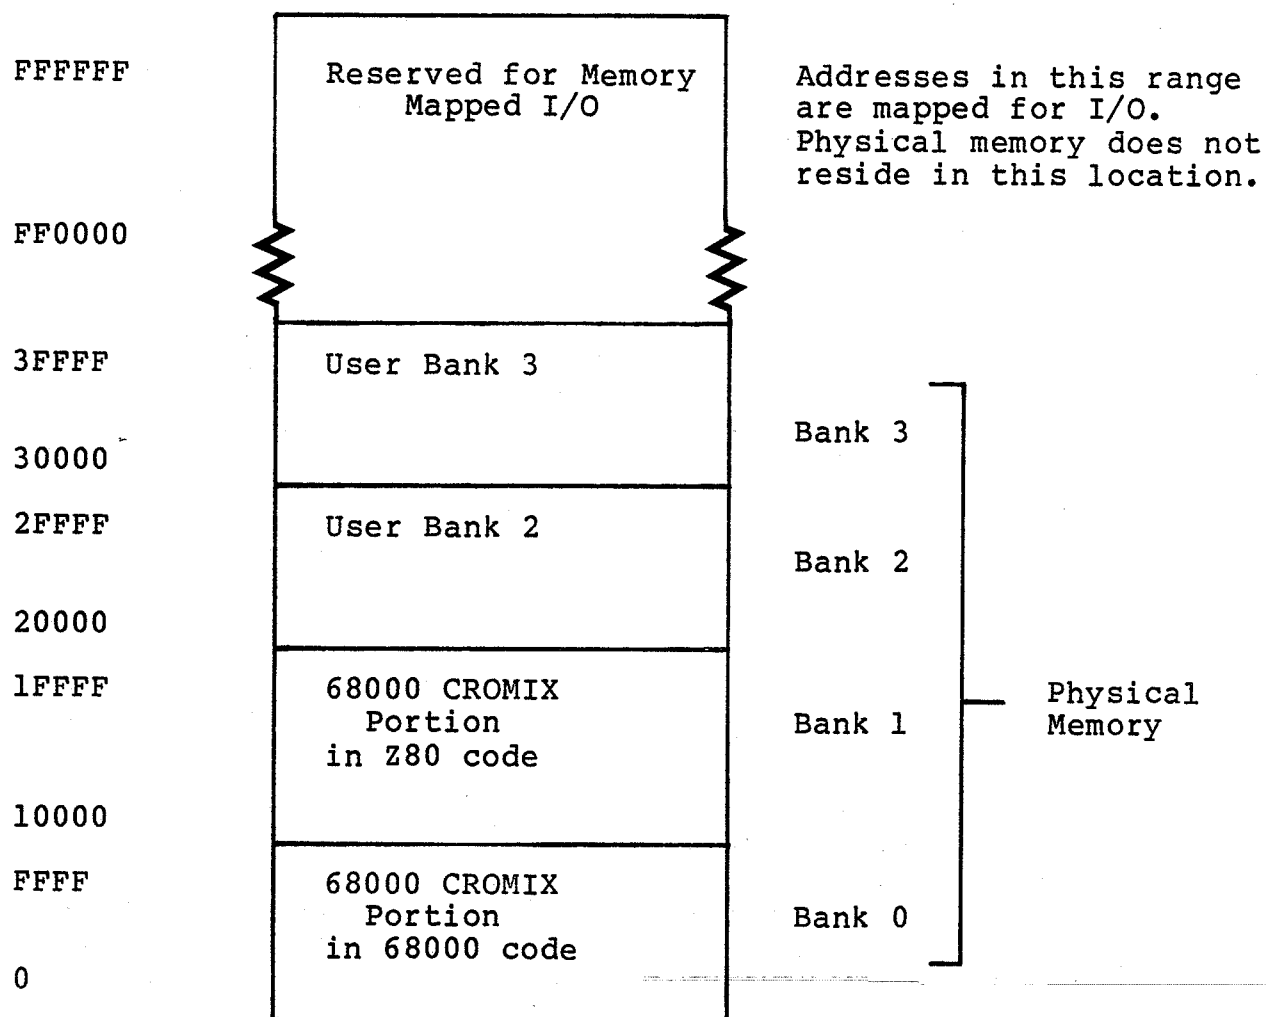 FFFFFF
Reserved for Memory
Mapped I/O
Addresses in this range
are mapped for I/O.
Physical memory does not
reside in this location.
FF0000
3FFFF
User Bank 3
Bank 3
30000
2FFFF
User Bank 2
Bank 2
20000
1FFFF
68000 CROMIX
Portion
in Z80 code
Bank 1
Physical
Memory
10000
FFFF
68000 CROMIX
Portion
in 68000 code
Bank 0
0